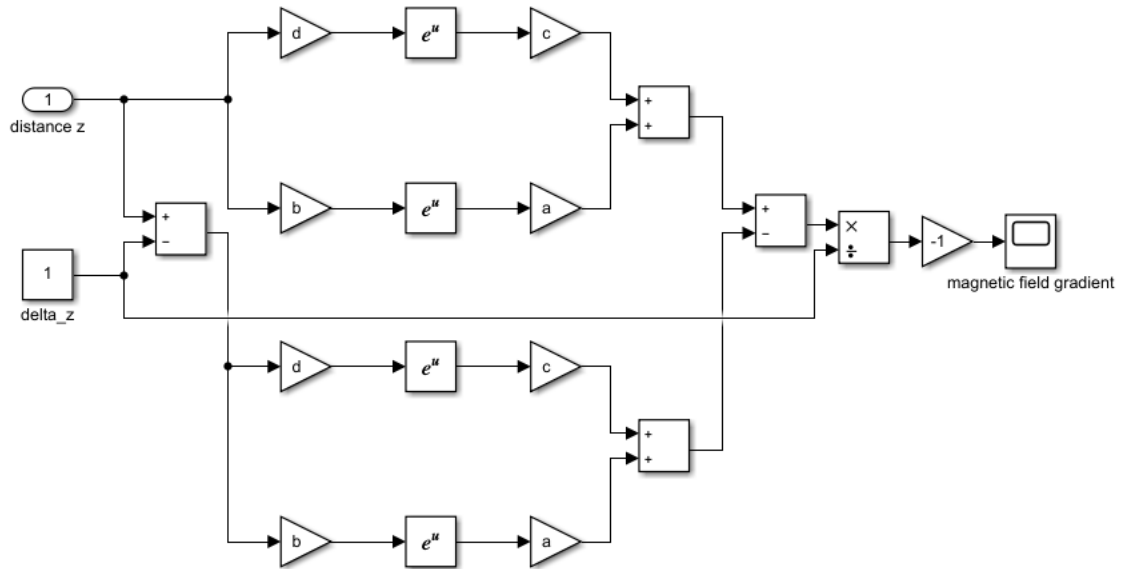 d
e^u
c
1
distance z
+
+
b
e^u
a
+
−
+
−
×
÷
-1
magnetic field gradient
1
delta_z
d
e^u
c
+
+
b
e^u
a